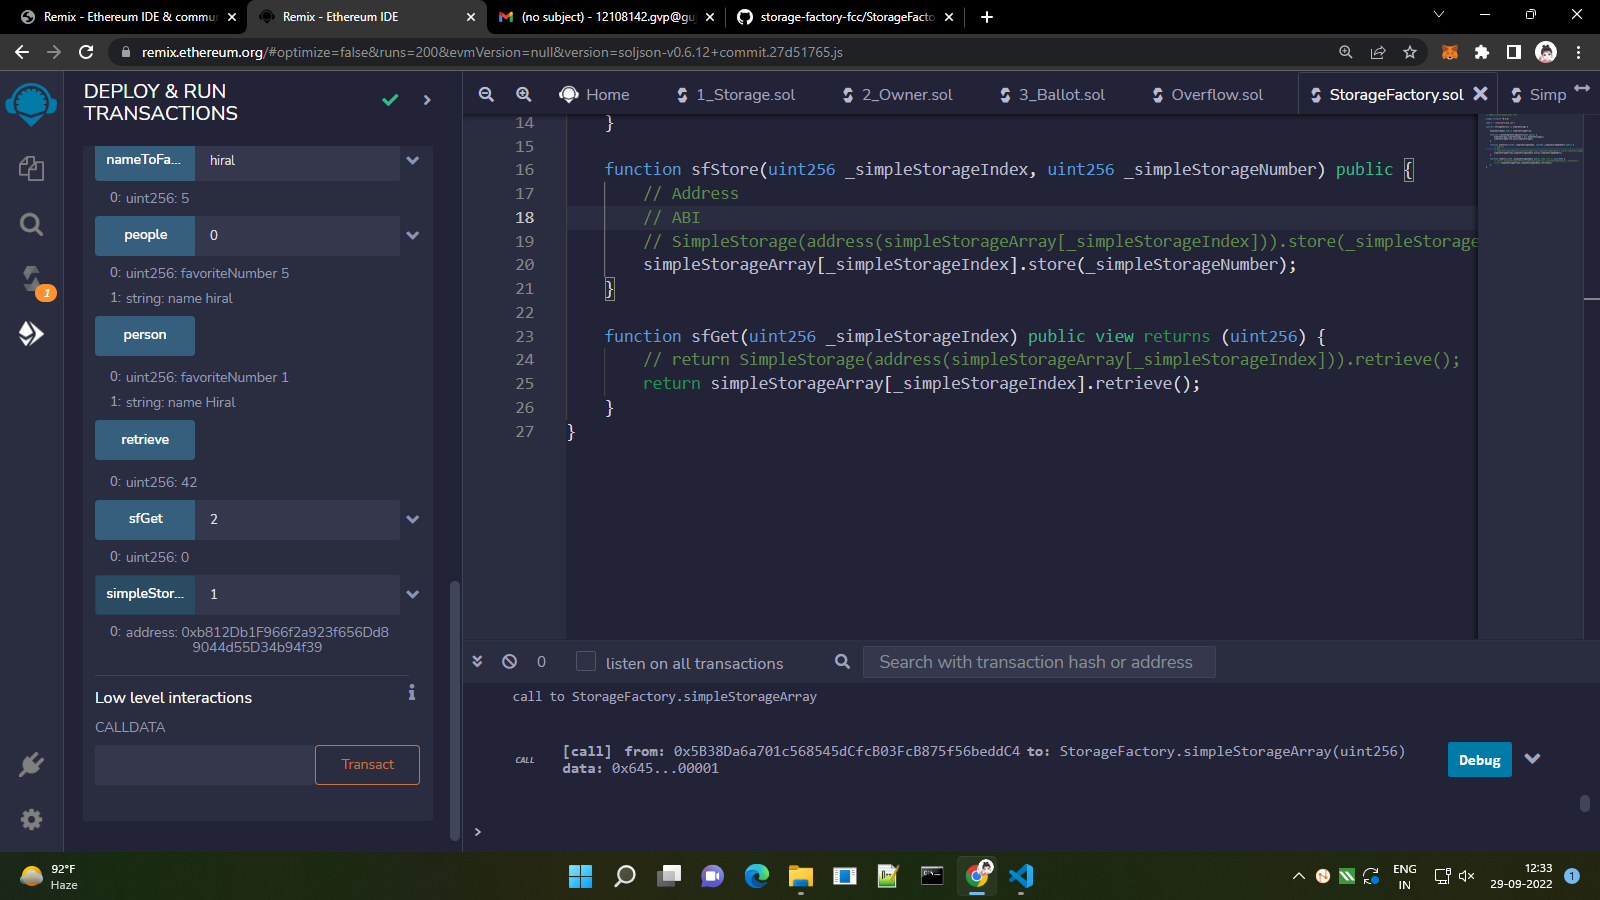 Remix - Ethereum IDE & commu
Remix - Ethereum IDE
(no subject) - 12108142.gvp@gu
storage-factory-fcc/StorageFacto
remix.ethereum.org/#optimize=false&runs=200&evmVersion=null&version=soljson-v0.6.12+commit.27d51765.js
DEPLOY & RUN
TRANSACTIONS
Home
1_Storage.sol
2_Owner.sol
3_Ballot.sol
Overflow.sol
StorageFactory.sol
Simp
nameToFa...
hiral
0: uint256: 5
people
0
0: uint256: favoriteNumber 5
1: string: name hiral
person
0: uint256: favoriteNumber 1
1: string: name Hiral
retrieve
0: uint256: 42
sfGet
2
0: uint256: 0
simpleStor...
1
0: address: 0xb812Db1F966f2a923f656Dd8
9044d55D34b94f39
Low level interactions
i
CALLDATA
Transact
1
14 }
15
16 function sfStore(uint256 _simpleStorageIndex, uint256 _simpleStorageNumber) public {
17 // Address
18 // ABI
19 // SimpleStorage(address(simpleStorageArray[_simpleStorageIndex])).store(_simpleStorage
20 simpleStorageArray[_simpleStorageIndex].store(_simpleStorageNumber);
21 }
22
23 function sfGet(uint256 _simpleStorageIndex) public view returns (uint256) {
24 // return SimpleStorage(address(simpleStorageArray[_simpleStorageIndex])).retrieve();
25 return simpleStorageArray[_simpleStorageIndex].retrieve();
26 }
27 }
0
listen on all transactions
Search with transaction hash or address
call to StorageFactory.simpleStorageArray
CALL
[call] from: 0x5B38Da6a701c568545dCfcB03FcB875f56beddC4 to: StorageFactory.simpleStorageArray(uint256)
data: 0x645...00001
Debug
>
92°F
Haze
ENG
IN
12:33
29-09-2022
1